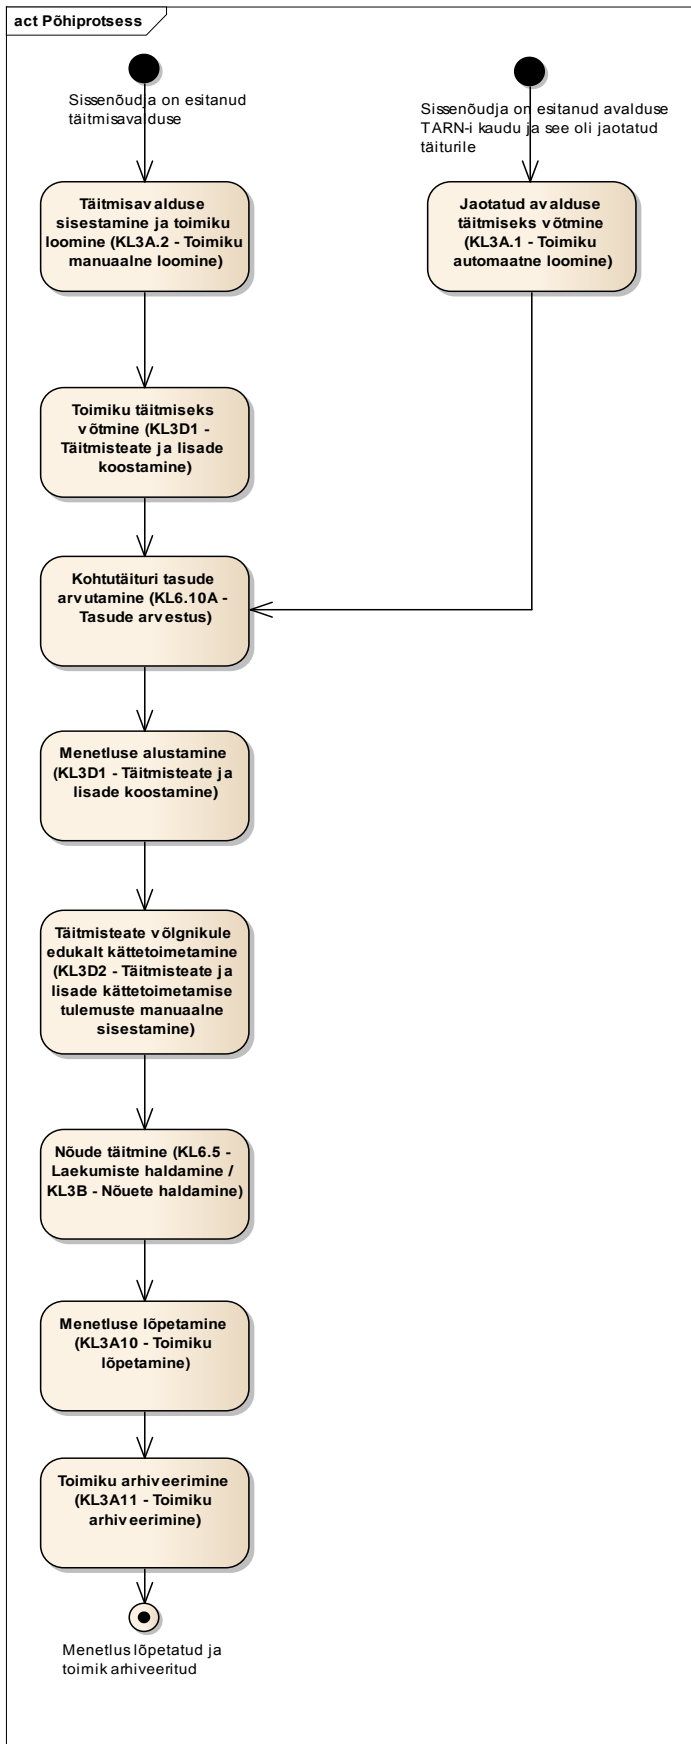 act Põhiprotsess
Sissenõudja on esitanud
täitmisavalduse
Sissenõudja on esitanud avalduse
TARN-i kaudu ja see oli jaotatud
täiturile
Täitmisavalduse
sisestamine ja toimiku
loomine (KL3A.2 - Toimiku
manuaalne loomine)
Jaotatud avalduse
täitmiseks võtmine
(KL3A.1 - Toimiku
automaatne loomine)
Toimiku täitmiseks
võtmine (KL3D1 -
Täitmisteate ja lisade
koostamine)
Kohtutäituri tasude
arvutamine (KL6.10A -
Tasude arvestus)
Menetluse alustamine
(KL3D1 - Täitmisteate ja
lisade koostamine)
Täitmisteate võlgnikule
edukalt kättetoimetamine
(KL3D2 - Täitmisteate ja
lisade kättetoimetamise
tulemuste manuaalne
sisestamine)
Nõude täitmine (KL6.5 -
Laekumiste haldamine /
KL3B - Nõuete haldamine)
Menetluse lõpetamine
(KL3A10 - Toimiku
lõpetamine)
Toimiku arhiveerimine
(KL3A11 - Toimiku
arhiveerimine)
Menetlus lõpetatud ja
toimik arhiveeritud